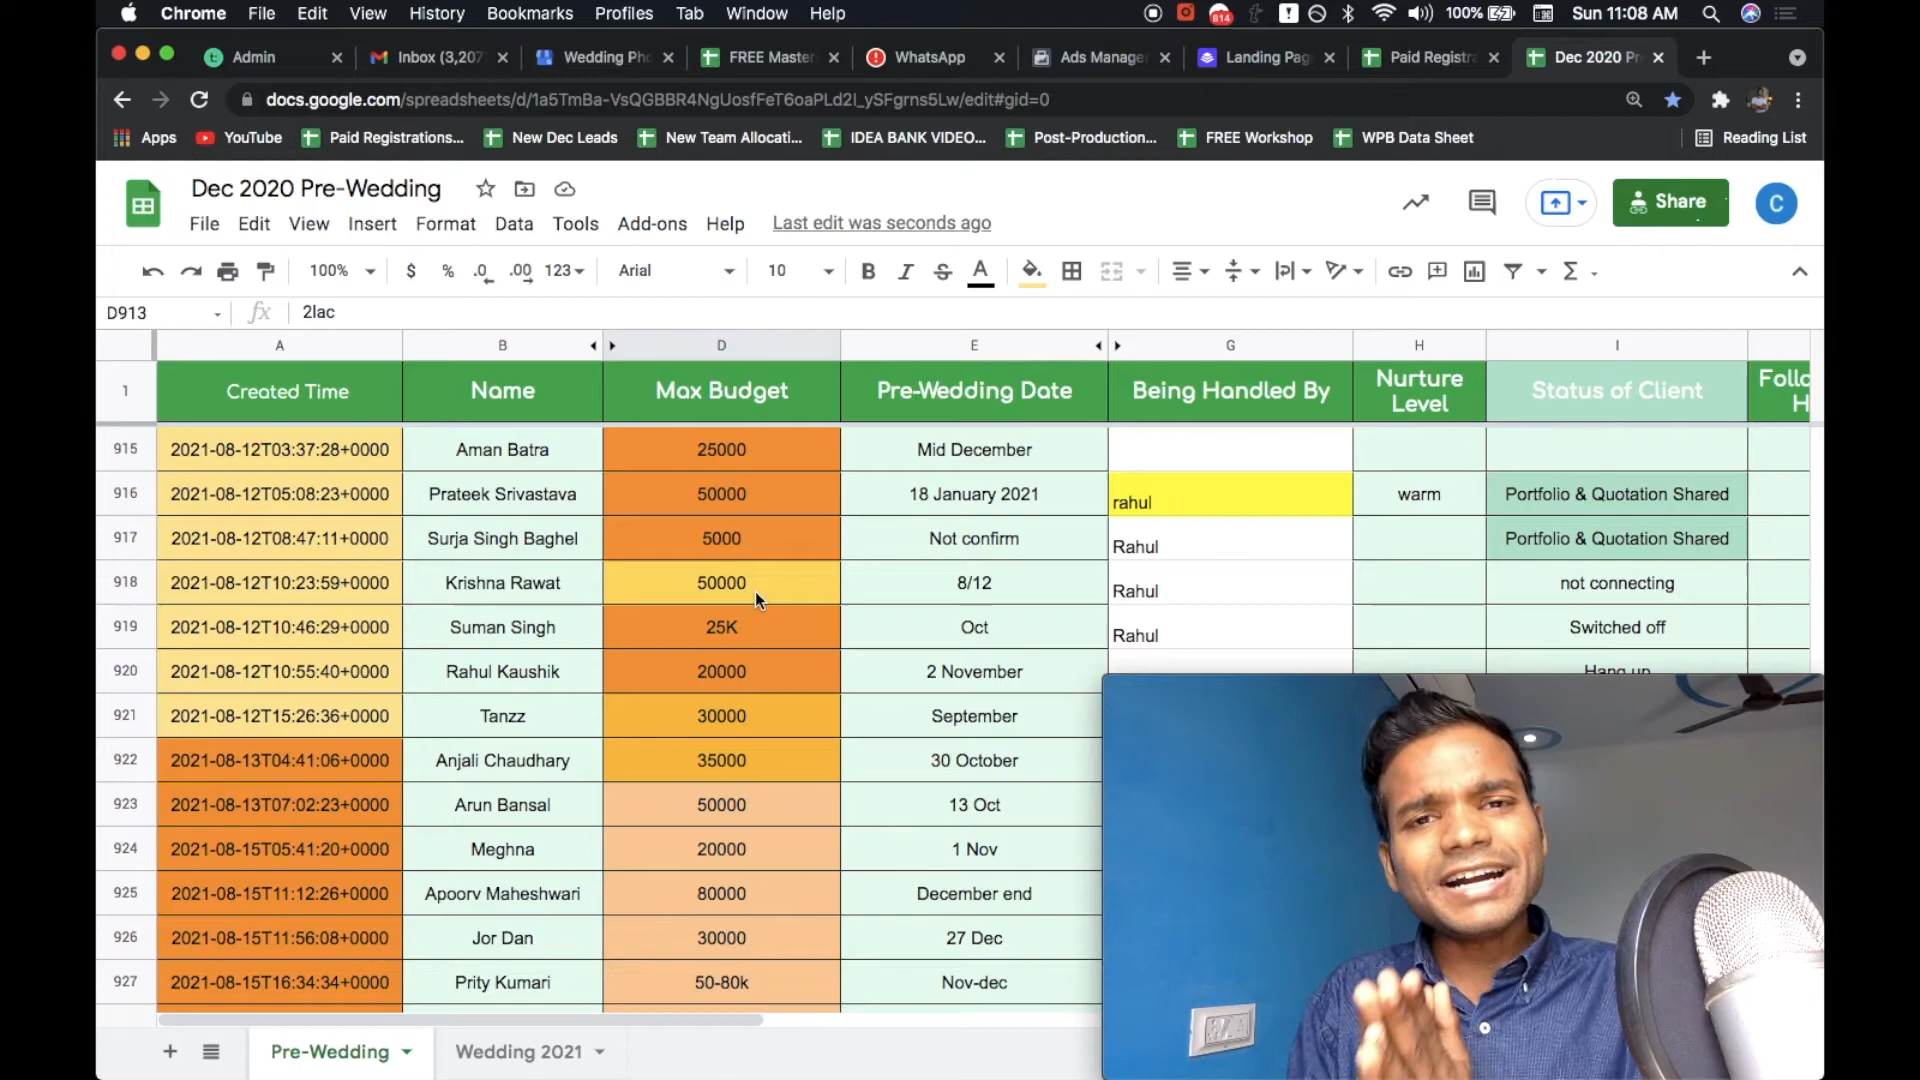 Chrome File Edit View History Bookmarks Profiles Tab Window Help 814 100% Sun 11:08 AM
Admin Inbox (3,207 Wedding Pho FREE Master WhatsApp Ads Manage Landing Pag Paid Registra Dec 2020 Pr
docs.google.com/spreadsheets/d/1a5TmBa-VsQGBBR4NgUosfFeT6oaPLd2l_ySFgrns5Lw/edit#gid=0
Apps YouTube Paid Registrations... New Dec Leads New Team Allocati... IDEA BANK VIDEO... Post-Production... FREE Workshop WPB Data Sheet Reading List
Dec 2020 Pre-Wedding
Share
C
File Edit View Insert Format Data Tools Add-ons Help Last edit was seconds ago
100% $ % .0 .00 123 Arial 10 B I S A
D913 fx 2lac
A B D E G H I
1 Created Time Name Max Budget Pre-Wedding Date Being Handled By Nurture Level Status of Client Follo H
915 2021-08-12T03:37:28+0000 Aman Batra 25000 Mid December
916 2021-08-12T05:08:23+0000 Prateek Srivastava 50000 18 January 2021 rahul warm Portfolio & Quotation Shared
917 2021-08-12T08:47:11+0000 Surja Singh Baghel 5000 Not confirm Rahul Portfolio & Quotation Shared
918 2021-08-12T10:23:59+0000 Krishna Rawat 50000 8/12 Rahul not connecting
919 2021-08-12T10:46:29+0000 Suman Singh 25K Oct Rahul Switched off
920 2021-08-12T10:55:40+0000 Rahul Kaushik 20000 2 November Hang up
921 2021-08-12T15:26:36+0000 Tanzz 30000 September
922 2021-08-13T04:41:06+0000 Anjali Chaudhary 35000 30 October
923 2021-08-13T07:02:23+0000 Arun Bansal 50000 13 Oct
924 2021-08-15T05:41:20+0000 Meghna 20000 1 Nov
925 2021-08-15T11:12:26+0000 Apoorv Maheshwari 80000 December end
926 2021-08-15T11:56:08+0000 Jor Dan 30000 27 Dec
927 2021-08-15T16:34:34+0000 Prity Kumari 50-80k Nov-dec
Pre-Wedding Wedding 2021